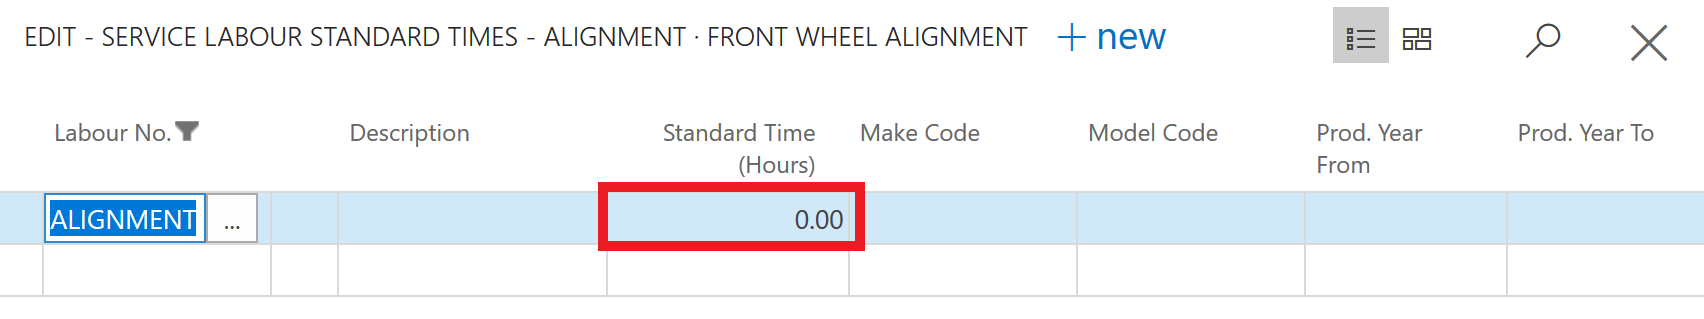 EDIT - SERVICE LABOUR STANDARD TIMES - ALIGNMENT · FRONT WHEEL ALIGNMENT + new
Labour No. Description Standard Time (Hours) Make Code Model Code Prod. Year From Prod. Year To
ALIGNMENT ... 0.00